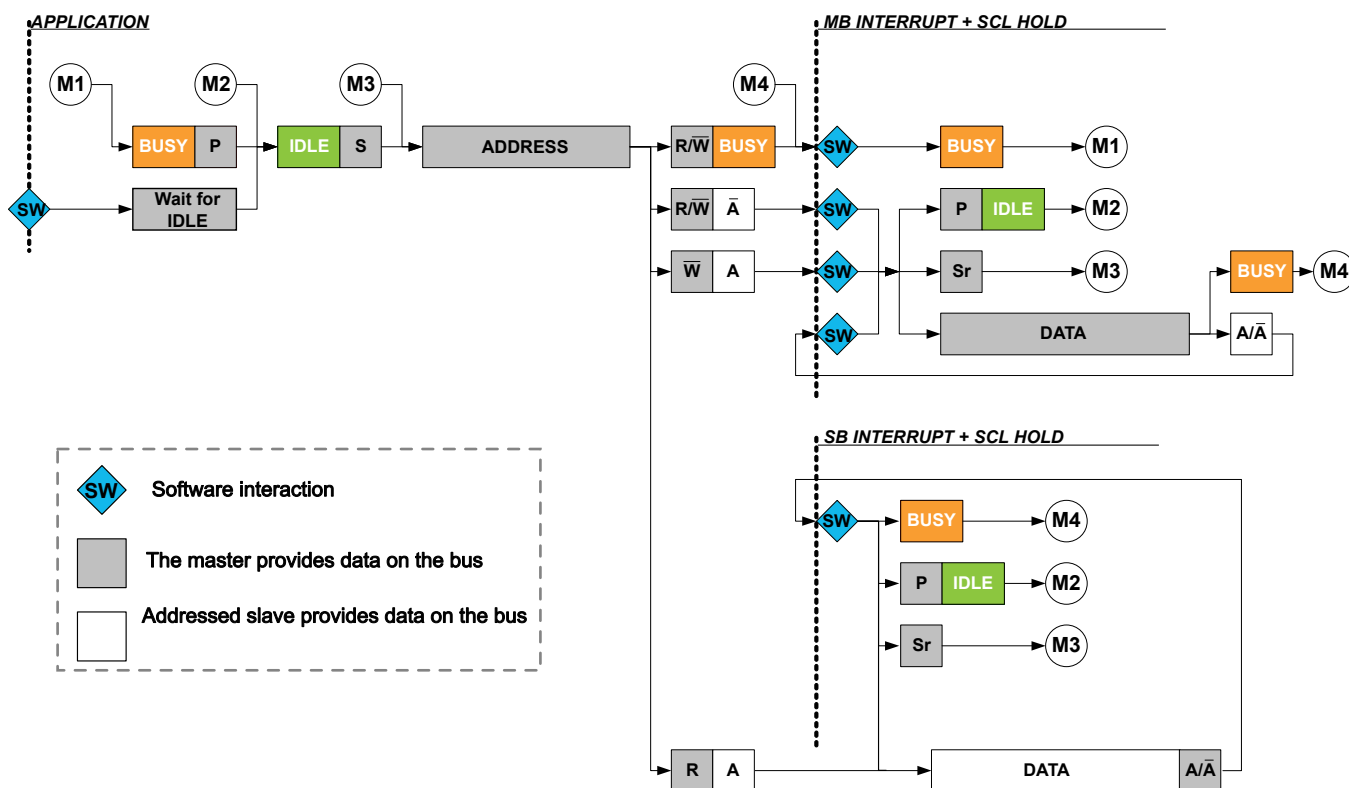 APPLICATION
MB INTERRUPT + SCL HOLD
M1
M2
M3
M4
BUSY P
IDLE S
ADDRESS
R/W̅ BUSY
SW
BUSY
M1
SW
Wait for
IDLE
R/W̅ A̅
SW
P IDLE
M2
W̅ A
SW
Sr
M3
BUSY
M4
SW
DATA
A/A̅
SB INTERRUPT + SCL HOLD
SW
Software interaction
The master provides data on the bus
Addressed slave provides data on the bus
SW
BUSY
M4
P IDLE
M2
Sr
M3
R A
DATA
A/A̅